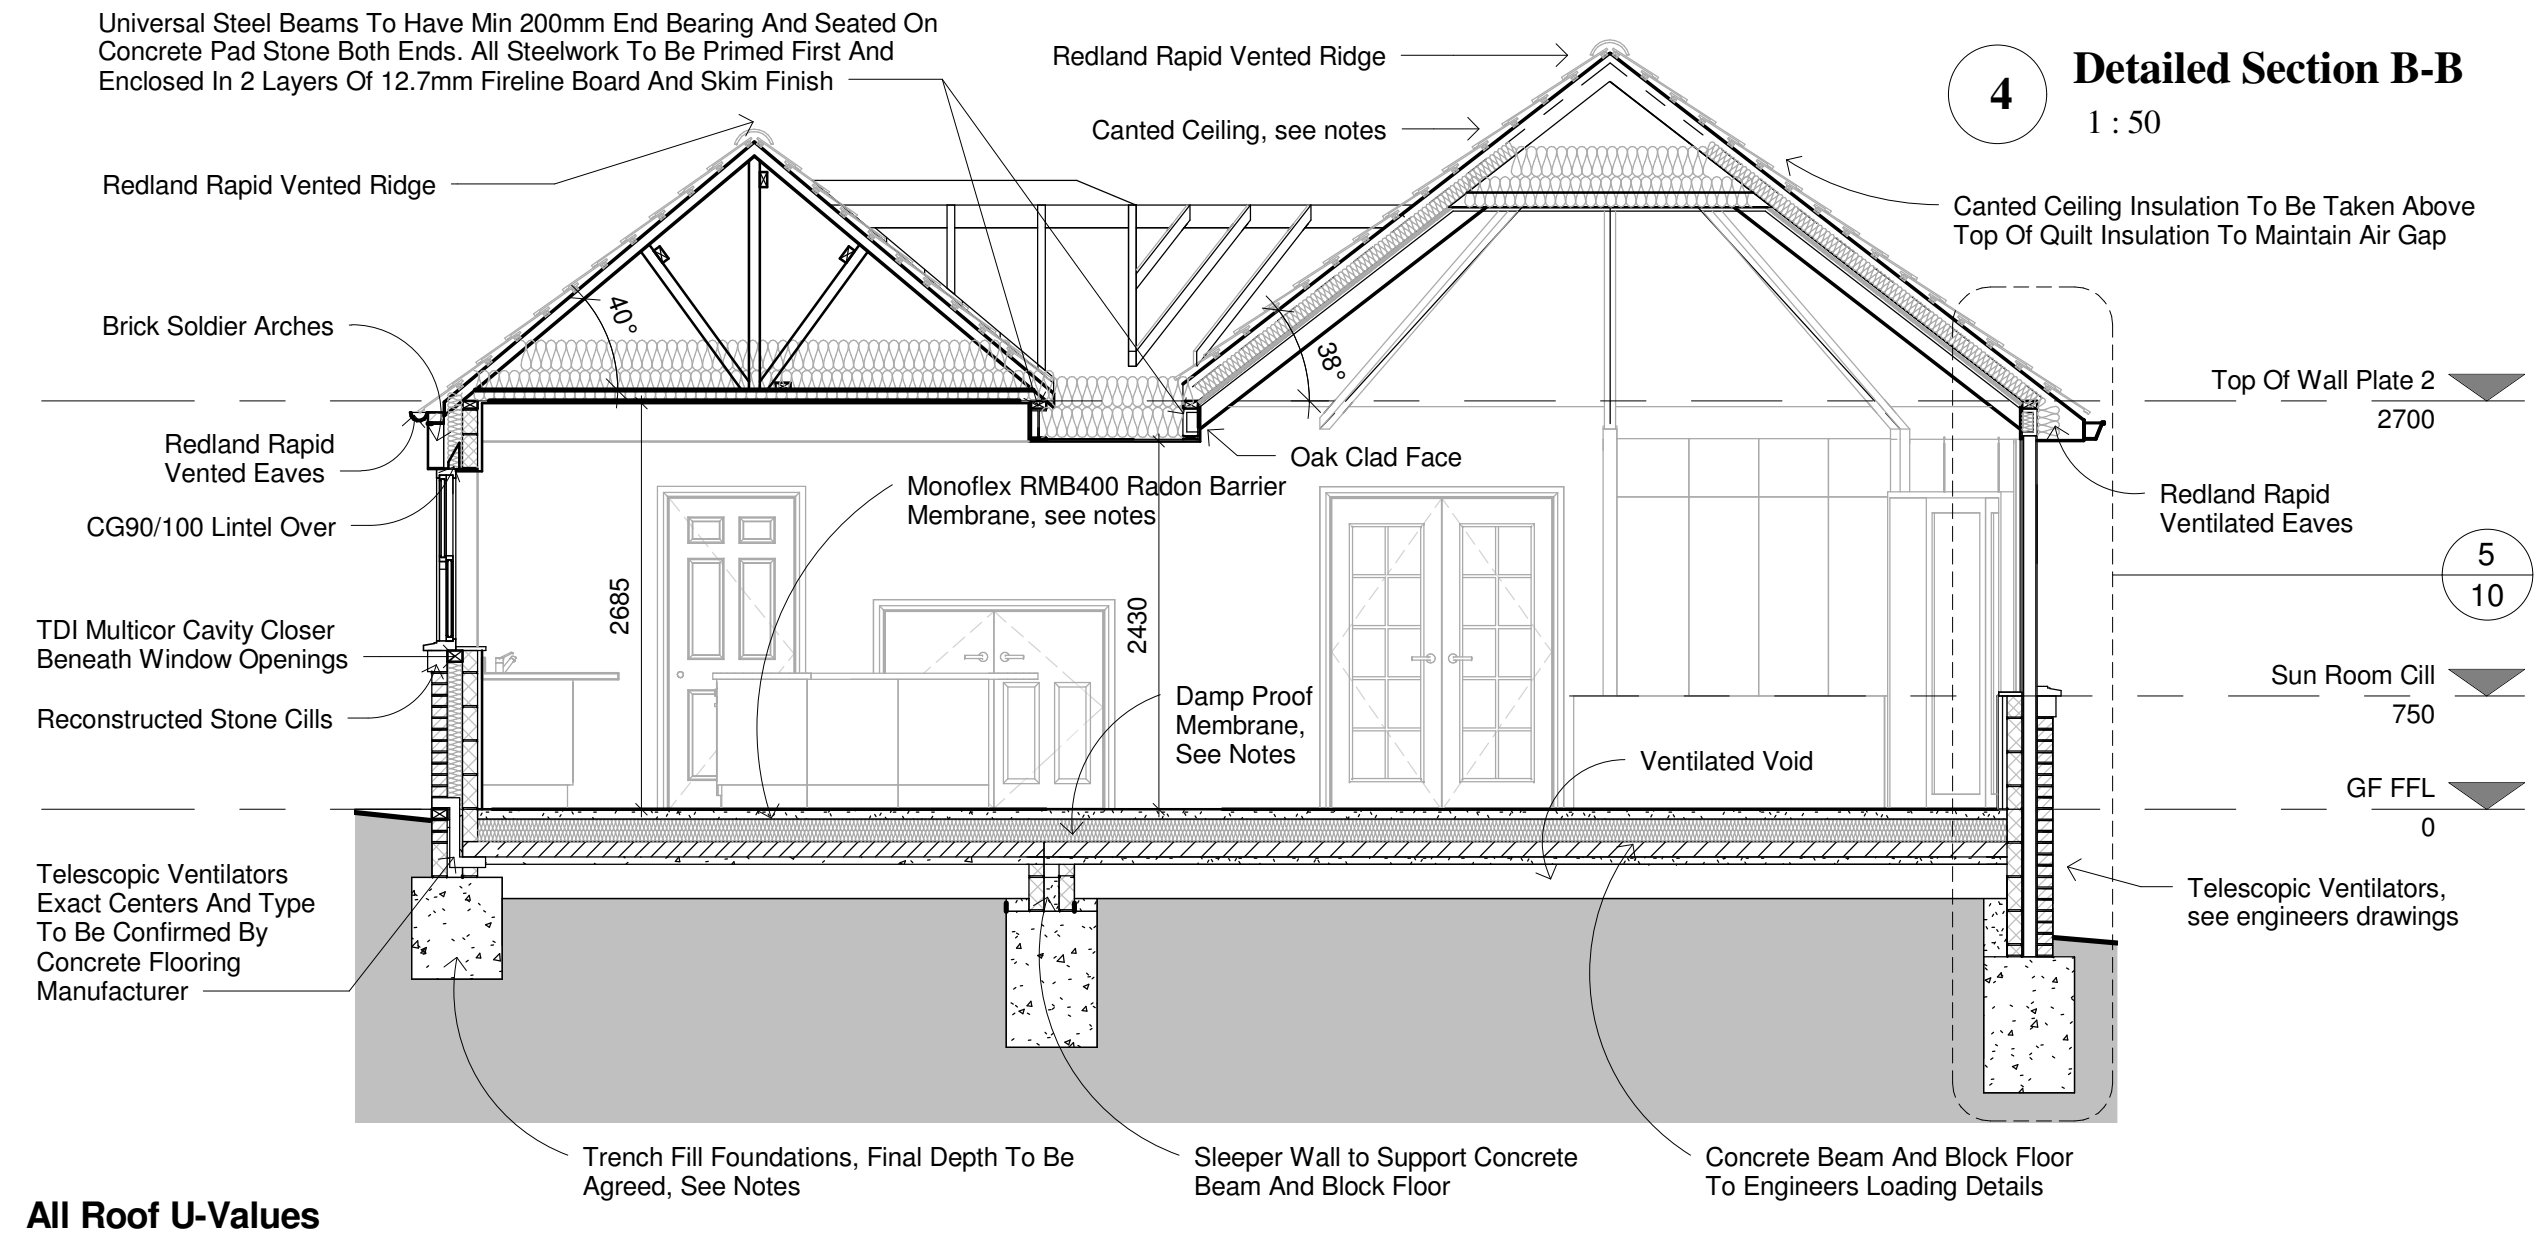 Universal Steel Beams To Have Min 200mm End Bearing And Seated On
Concrete Pad Stone Both Ends. All Steelwork To Be Primed First And
Enclosed In 2 Layers Of 12.7mm Fireline Board And Skim Finish
Redland Rapid Vented Ridge
4
Detailed Section B-B
1 : 50
Canted Ceiling, see notes
Redland Rapid Vented Ridge
Canted Ceiling Insulation To Be Taken Above
Top Of Quilt Insulation To Maintain Air Gap
Brick Soldier Arches
40°
38°
Top Of Wall Plate 2
2700
Redland Rapid
Vented Eaves
Oak Clad Face
Monoflex RMB400 Radon Barrier
Membrane, see notes
Redland Rapid
Ventilated Eaves
CG90/100 Lintel Over
5
10
2685
2430
TDI Multicor Cavity Closer
Beneath Window Openings
Reconstructed Stone Cills
Damp Proof
Membrane,
See Notes
Sun Room Cill
750
Ventilated Void
GF FFL
0
Telescopic Ventilators
Exact Centers And Type
To Be Confirmed By
Concrete Flooring
Manufacturer
Telescopic Ventilators,
see engineers drawings
Trench Fill Foundations, Final Depth To Be
Agreed, See Notes
Sleeper Wall to Support Concrete
Beam And Block Floor
Concrete Beam And Block Floor
To Engineers Loading Details
All Roof U-Values